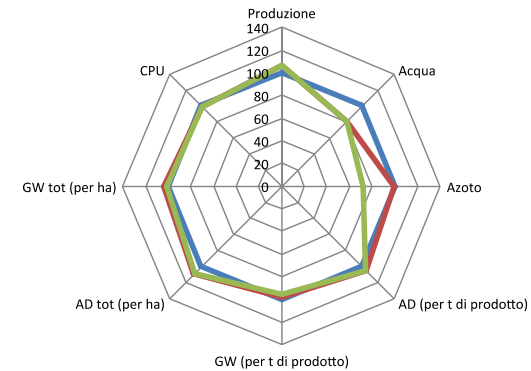 Produzione
140
120
100
80
60
40
20
0
CPU
Acqua
GW tot (per ha)
Azoto
AD tot (per ha)
AD (per t di prodotto)
GW (per t di prodotto)